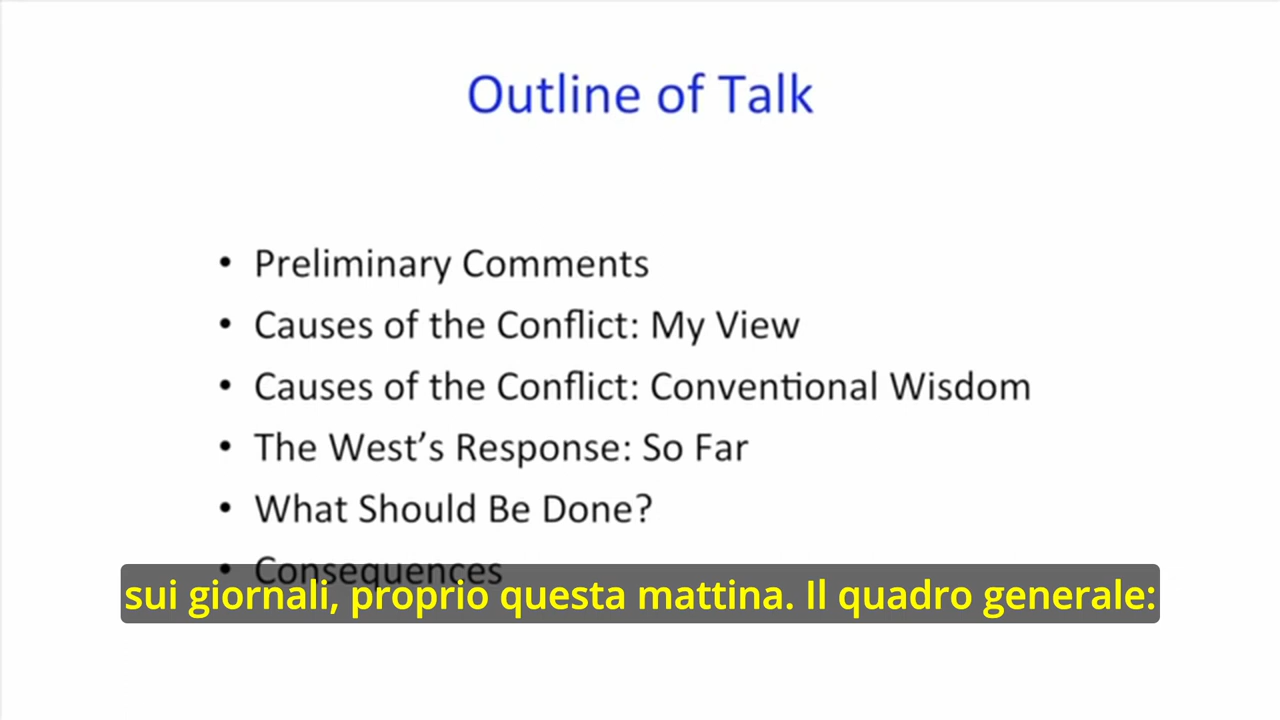 Outline of Talk
• Preliminary Comments
• Causes of the Conflict: My View
• Causes of the Conflict: Conventional Wisdom
• The West's Response: So Far
• What Should Be Done?
• Consequences
sui giornali, proprio questa mattina. Il quadro generale: